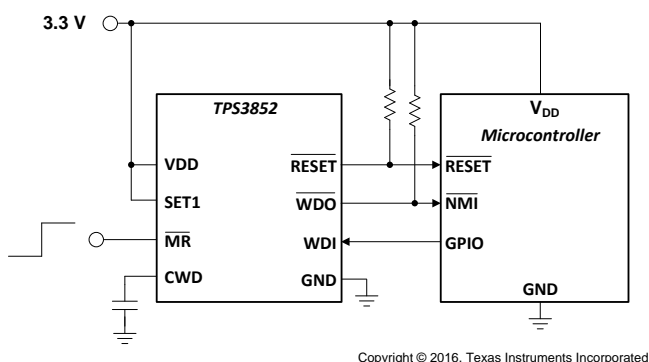 3.3 V
TPS3852
VDD
SET1
MR
CWD
RESET
WDO
WDI
GND
VDD
Microcontroller
RESET
NMI
GPIO
GND
Copyright © 2016, Texas Instruments Incorporated